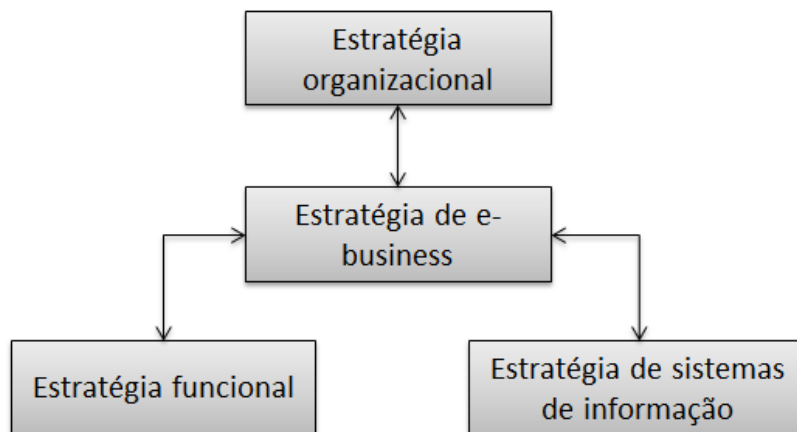 Estratégia
organizacional
Estratégia de e-
business
Estratégia funcional
Estratégia de sistemas
de informação